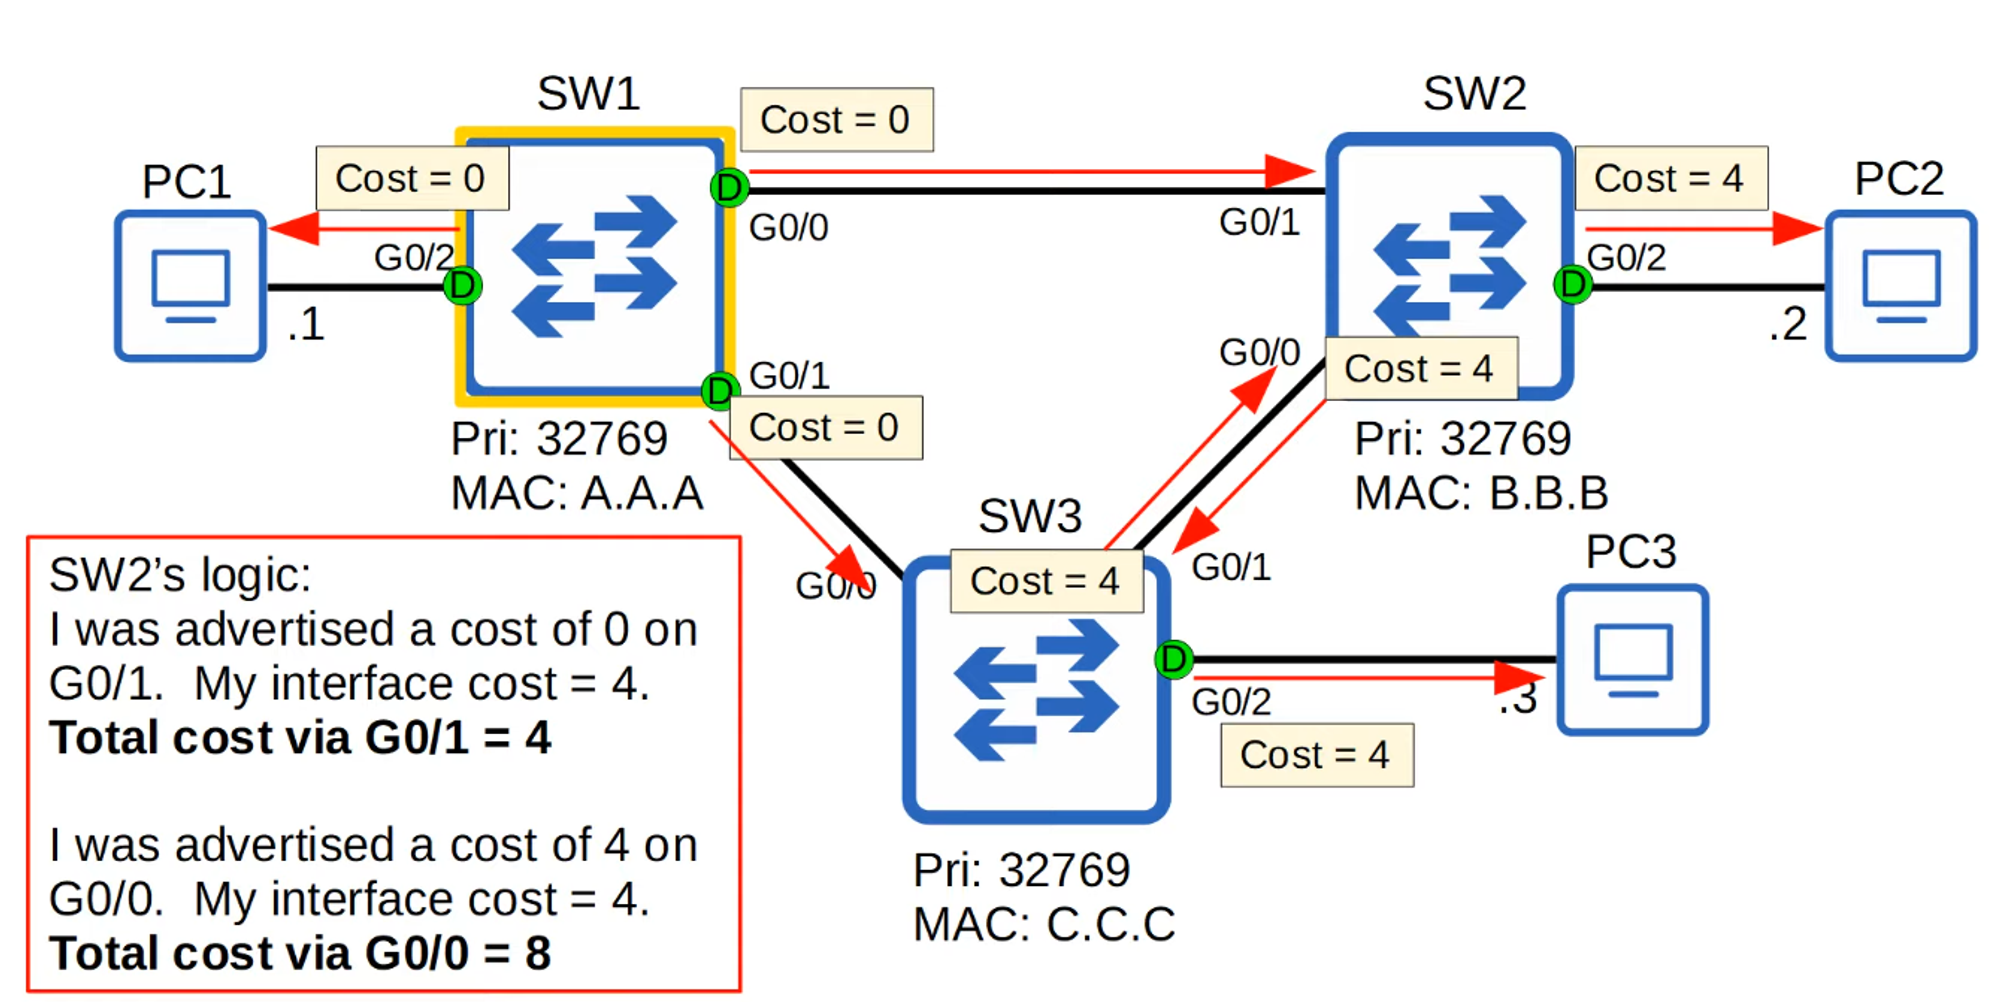 SW1
SW2
Cost = 0
Cost = 0
Cost = 4
PC1
PC2
D
G0/0
G0/1
G0/2
G0/2
D
D
.1
.2
G0/0
G0/1
D
Cost = 4
Cost = 0
Pri: 32769
MAC: A.A.A
Pri: 32769
MAC: B.B.B
SW3
PC3
G0/0
Cost = 4
G0/1
D
G0/2
.3
Cost = 4
Pri: 32769
MAC: C.C.C
SW2’s logic:
I was advertised a cost of 0 on
G0/1.  My interface cost = 4.
Total cost via G0/1 = 4
I was advertised a cost of 4 on
G0/0.  My interface cost = 4.
Total cost via G0/0 = 8